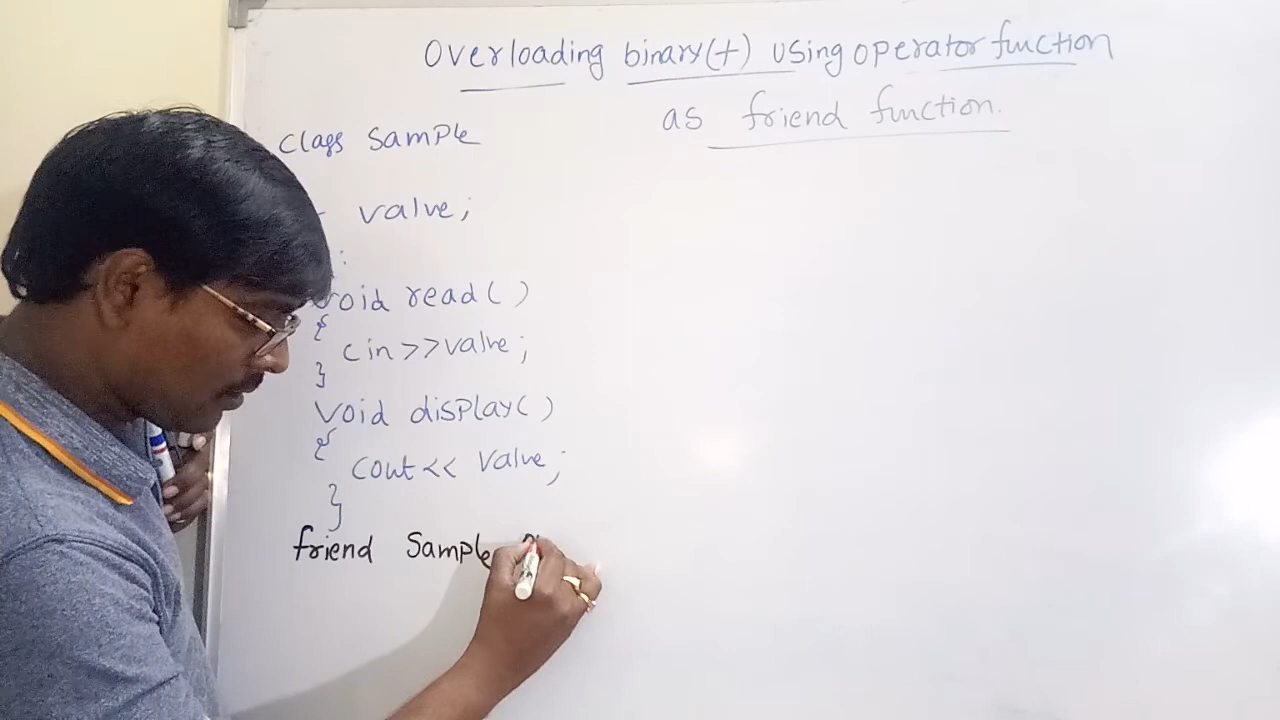 Overloading binary(+) using operator function
as friend function.
class sample
value;
:
void read( )
{
cin>>value;
}
void display( )
{
cout<< value;
}
friend Sample